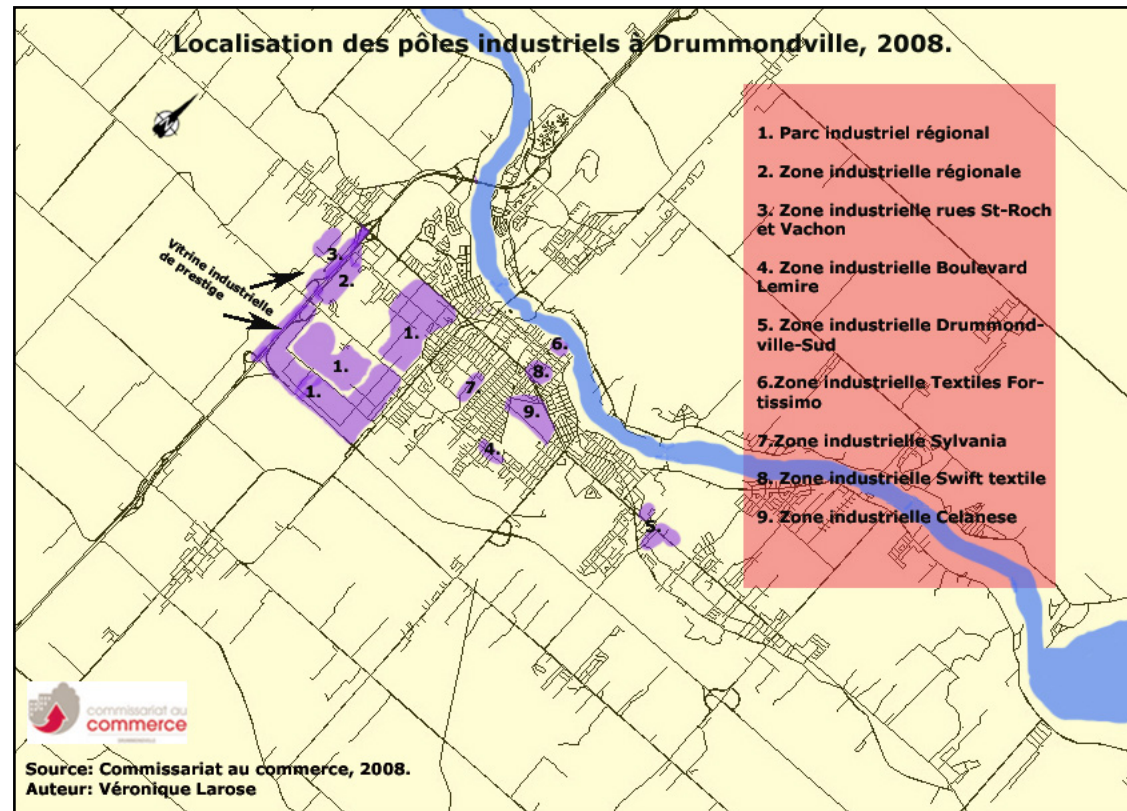 Localisation des pôles industriels à Drummondville, 2008.
1. Parc industriel régional
2. Zone industrielle régionale
3. Zone industrielle rues St-Roch
et Vachon
4. Zone industrielle Boulevard
Lemire
5. Zone industrielle Drummond-
ville-Sud
6.Zone industrielle Textiles For-
tissimo
7.Zone industrielle Sylvania
8. Zone industrielle Swift textile
9. Zone industrielle Celanese
Vitrine industrielle
de prestige
3.
2.
1.
1.
1.
6.
8.
7.
9.
4.
5.
commissariat au
commerce
DRUMMONDVILLE
Source: Commissariat au commerce, 2008.
Auteur: Véronique Larose